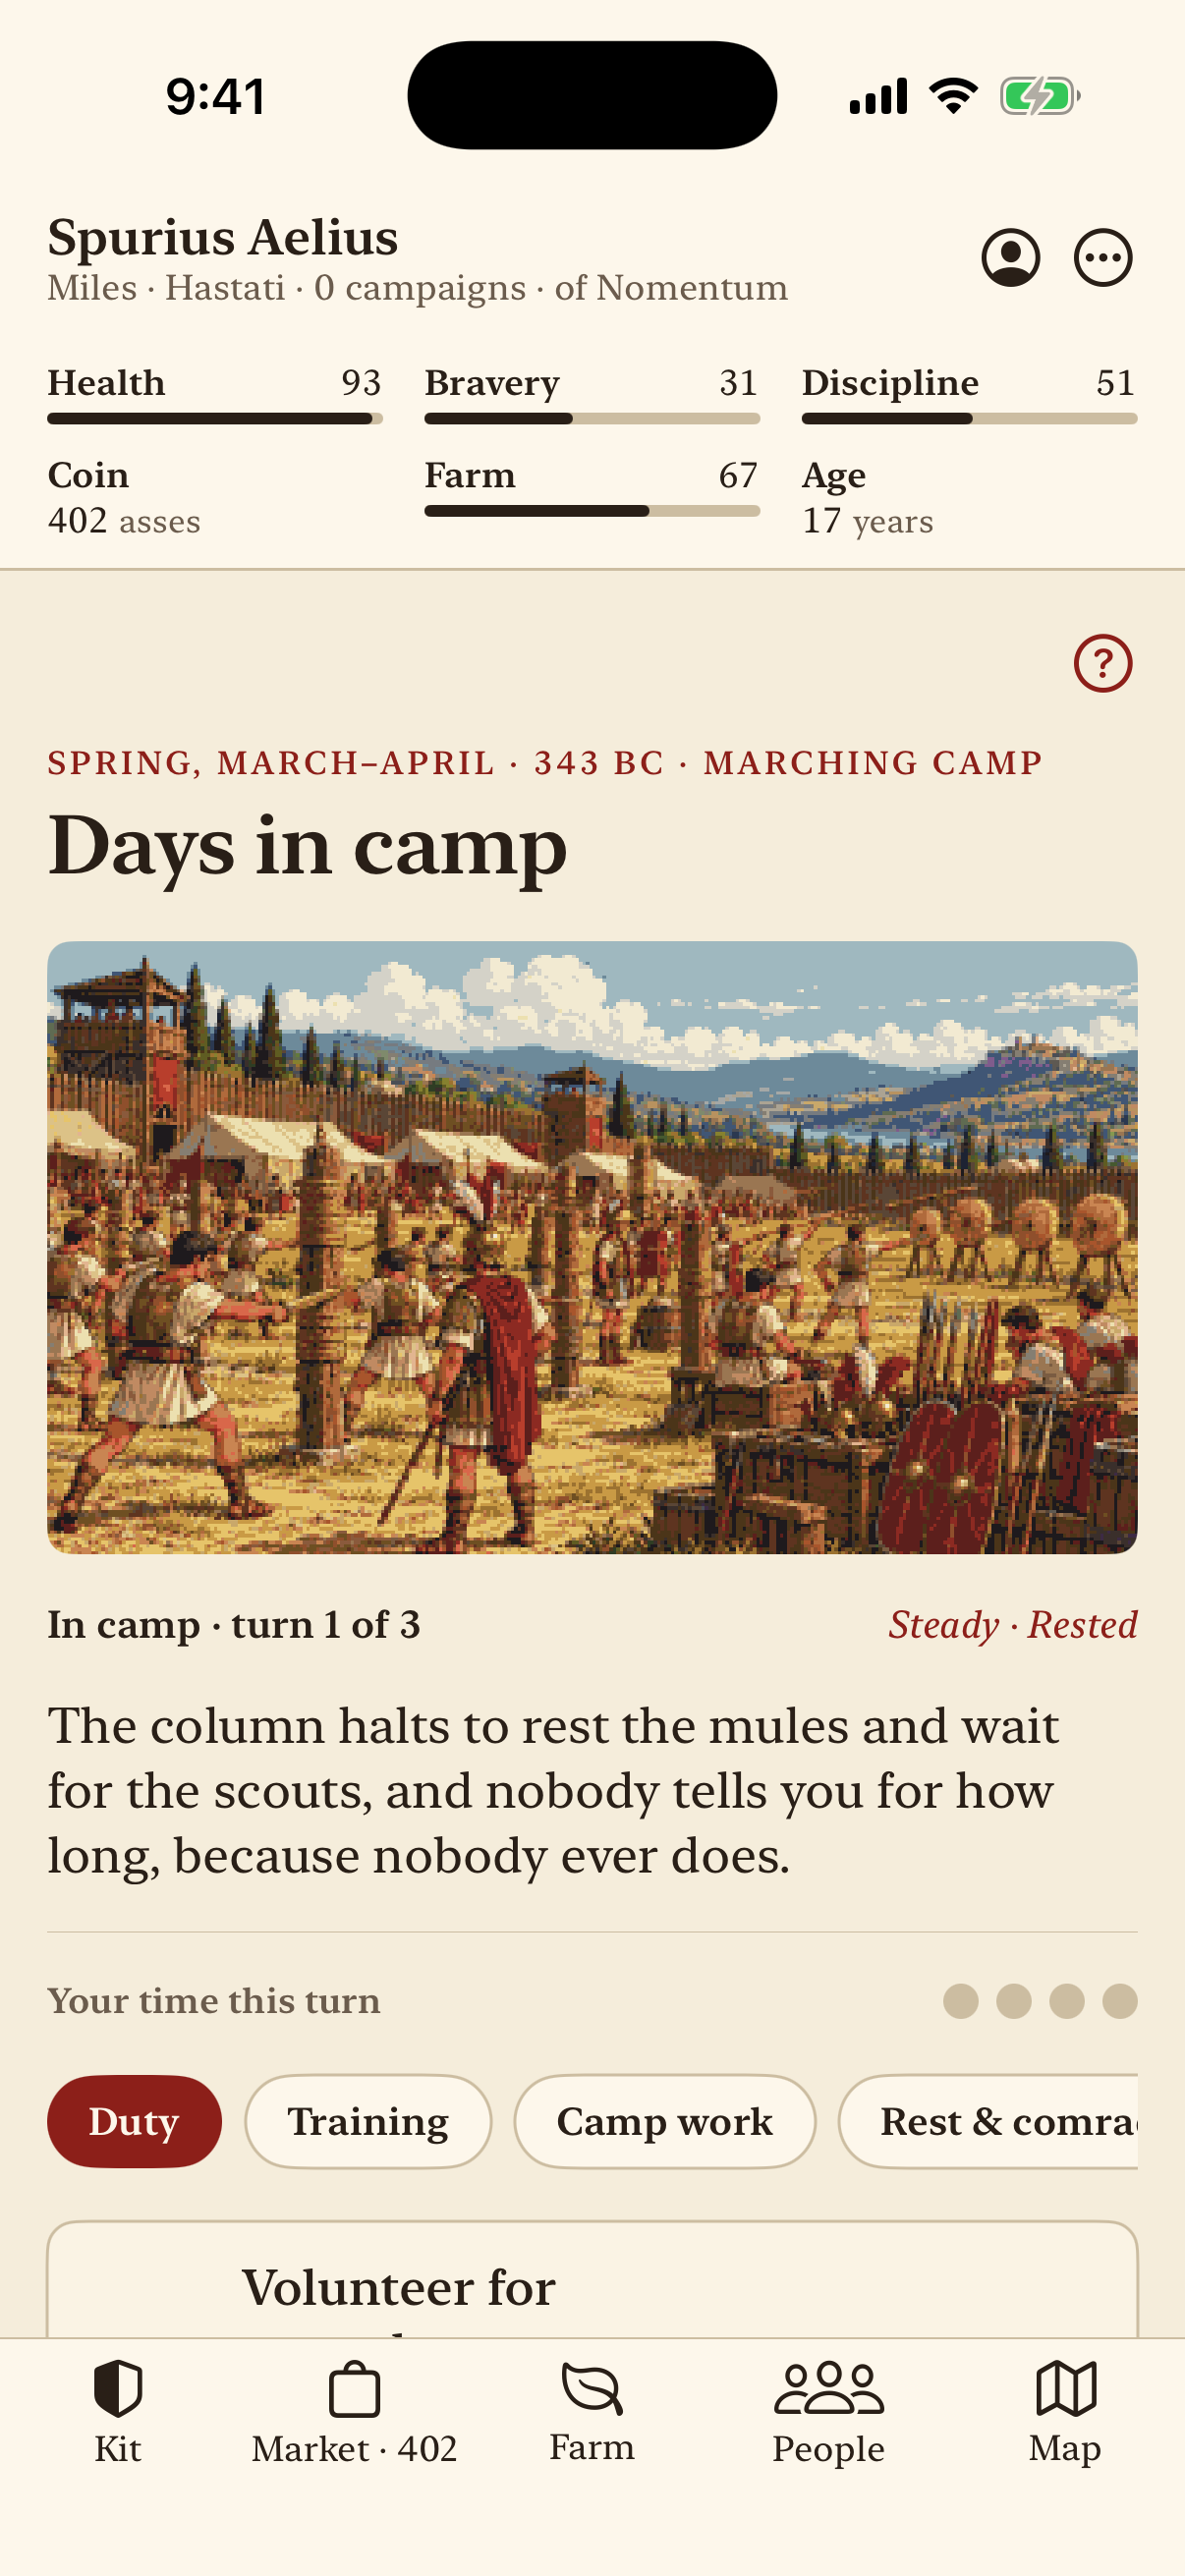 9:41
Spurius Aelius
Miles · Hastati · 0 campaigns · of Nomentum
Health 93 Bravery 31 Discipline 51
Coin Farm 67 Age
402 asses 17 years
?
SPRING, MARCH–APRIL · 343 BC · MARCHING CAMP
Days in camp
In camp · turn 1 of 3 Steady · Rested
The column halts to rest the mules and wait
for the scouts, and nobody tells you for how
long, because nobody ever does.
Your time this turn
Duty Training Camp work Rest &
Volunteer for
Kit Market · 402 Farm People Map